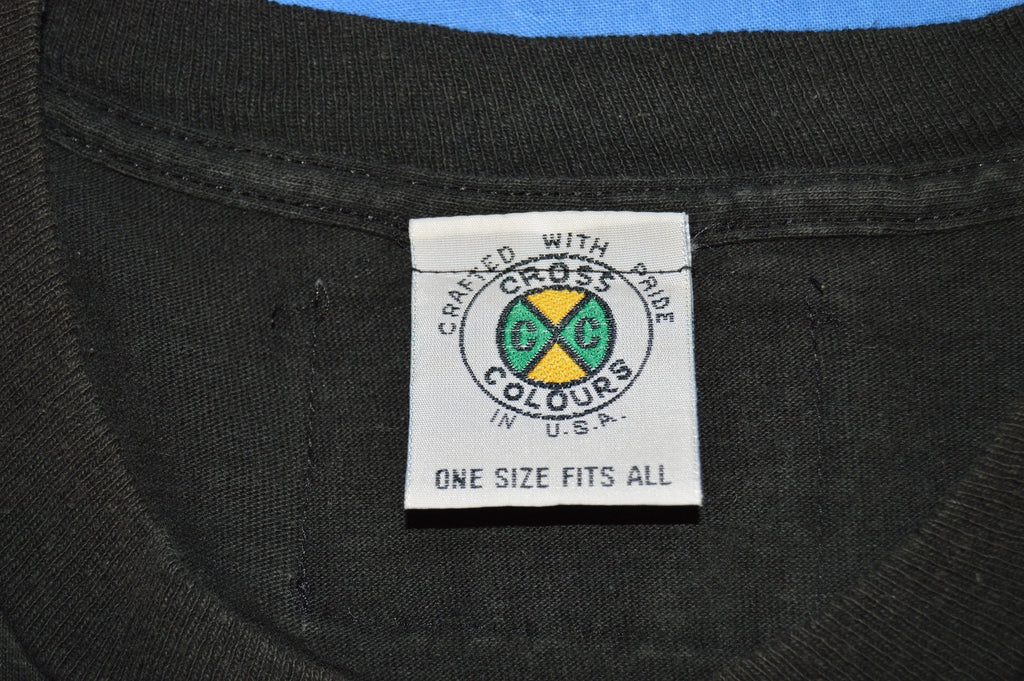 CRAFTED WITH PRIDE
CROSS
C C
COLOURS
IN U.S.A.
ONE SIZE FITS ALL